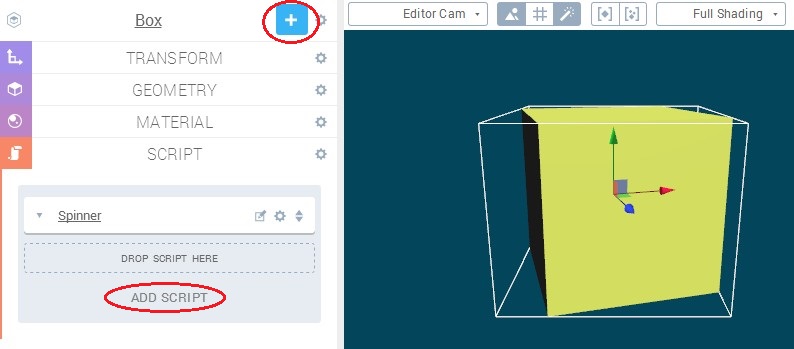 Box
Editor Cam
Full Shading
TRANSFORM
GEOMETRY
MATERIAL
SCRIPT
Spinner
DROP SCRIPT HERE
ADD SCRIPT